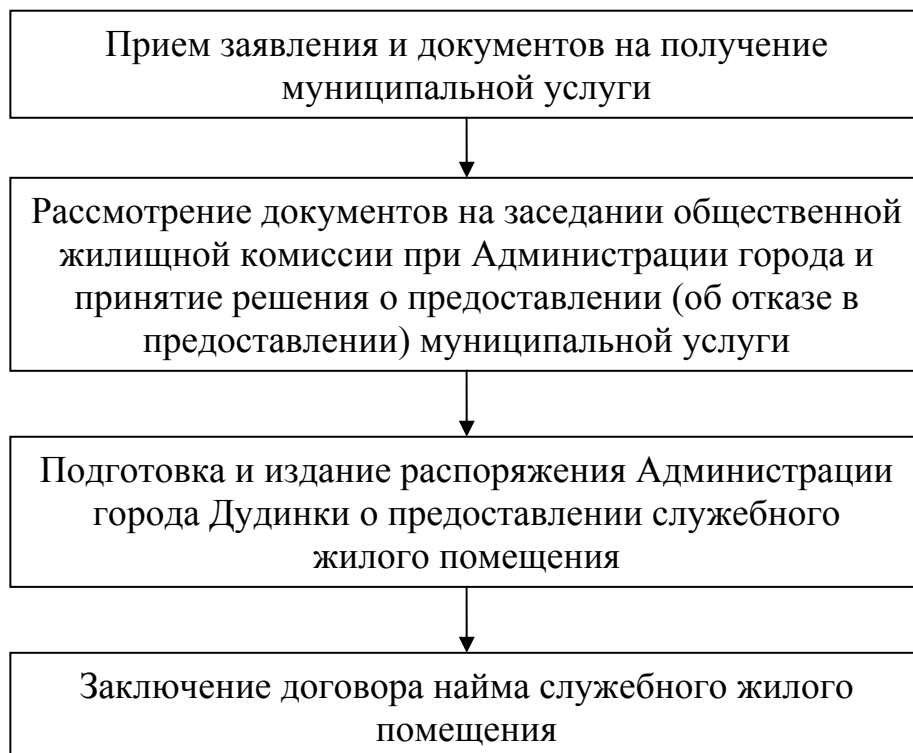 Прием заявления и документов на получение
муниципальной услуги
Рассмотрение документов на заседании общественной
жилищной комиссии при Администрации города и
принятие решения о предоставлении (об отказе в
предоставлении) муниципальной услуги
Подготовка и издание распоряжения Администрации
города Дудинки о предоставлении служебного
жилого помещения
Заключение договора найма служебного жилого
помещения